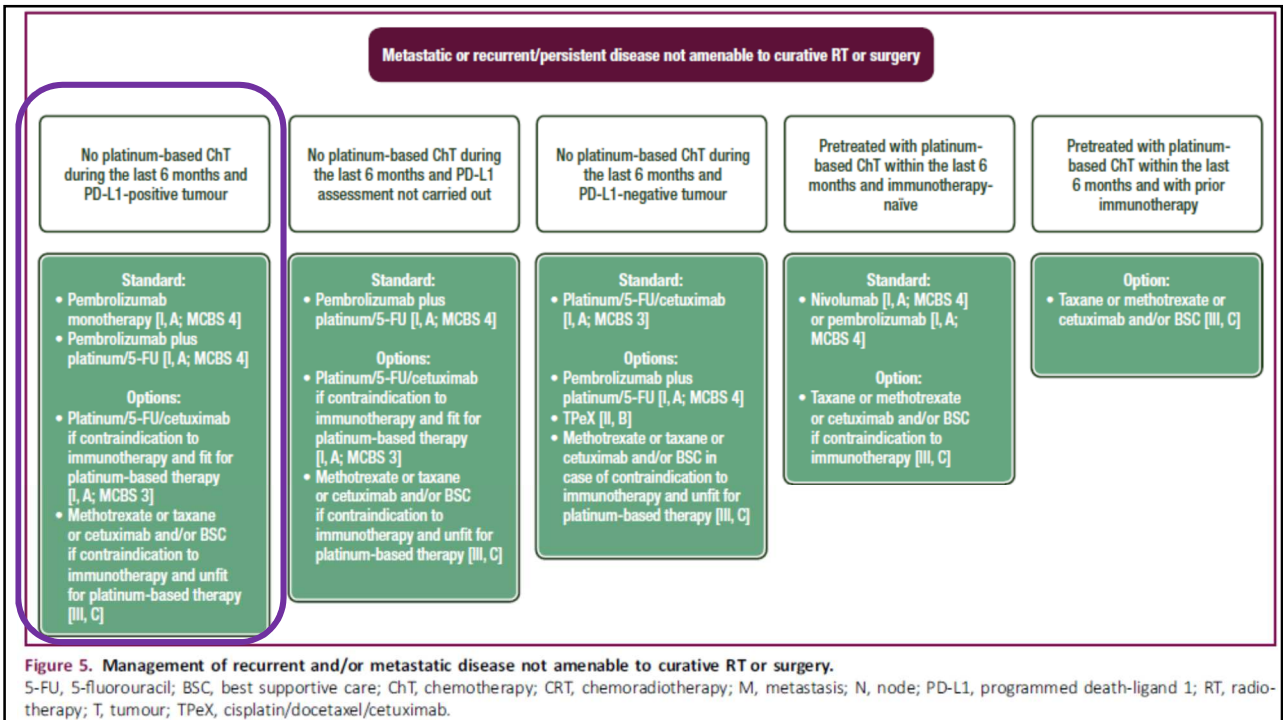 Metastatic or recurrent/persistent disease not amenable to curative RT or surgery
No platinum-based ChT
during the last 6 months and
PD-L1-positive tumour
Standard:
• Pembrolizumab
monotherapy [I, A; MCBS 4]
• Pembrolizumab plus
platinum/5-FU [I, A; MCBS 4]
Options:
• Platinum/5-FU/cetuximab
if contraindication to
immunotherapy and fit for
platinum-based therapy
[I, A; MCBS 3]
• Methotrexate or taxane
or cetuximab and/or BSC
if contraindication to
immunotherapy and unfit
for platinum-based therapy
[III, C]
No platinum-based ChT during
the last 6 months and PD-L1
assessment not carried out
Standard:
• Pembrolizumab plus
platinum/5-FU [I, A; MCBS 4]
Options:
• Platinum/5-FU/cetuximab
if contraindication to
immunotherapy and fit for
platinum-based therapy
[I, A; MCBS 3]
• Methotrexate or taxane
or cetuximab and/or BSC
if contraindication to
immunotherapy and unfit for
platinum-based therapy [III, C]
No platinum-based ChT during
the last 6 months and
PD-L1-negative tumour
Standard:
• Platinum/5-FU/cetuximab
[I, A; MCBS 3]
Options:
• Pembrolizumab plus
platinum/5-FU [I, A; MCBS 4]
• TPeX [II, B]
• Methotrexate or taxane or
cetuximab and/or BSC in
case of contraindication to
immunotherapy and unfit for
platinum-based therapy [III, C]
Pretreated with platinum-
based ChT within the last 6
months and immunotherapy-
naïve
Standard:
• Nivolumab [I, A; MCBS 4]
or pembrolizumab [I, A;
MCBS 4]
Option:
• Taxane or methotrexate
or cetuximab and/or BSC
if contraindication to
immunotherapy [III, C]
Pretreated with platinum-
based ChT within the last
6 months and with prior
immunotherapy
Option:
• Taxane or methotrexate or
cetuximab and/or BSC [III, C]
Figure 5. Management of recurrent and/or metastatic disease not amenable to curative RT or surgery.
5-FU, 5-fluorouracil; BSC, best supportive care; ChT, chemotherapy; CRT, chemoradiotherapy; M, metastasis; N, node; PD-L1, programmed death-ligand 1; RT, radio-
therapy; T, tumour; TPeX, cisplatin/docetaxel/cetuximab.